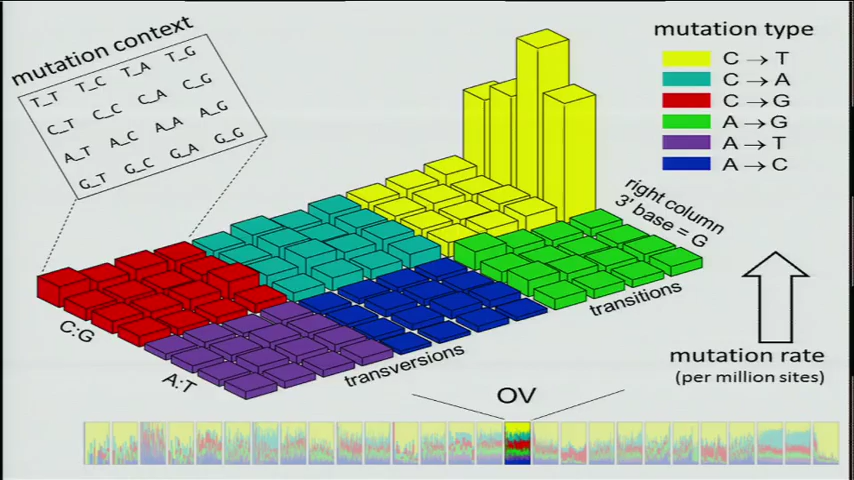 mutation context
T_T T_C T_A T_G
C_T C_C C_A C_G
A_T A_C A_A A_G
G_T G_C G_A G_G
mutation type
C → T
C → A
C → G
A → G
A → T
A → C
right column
3' base = G
C:G
A:T
transversions
transitions
mutation rate
(per million sites)
OV